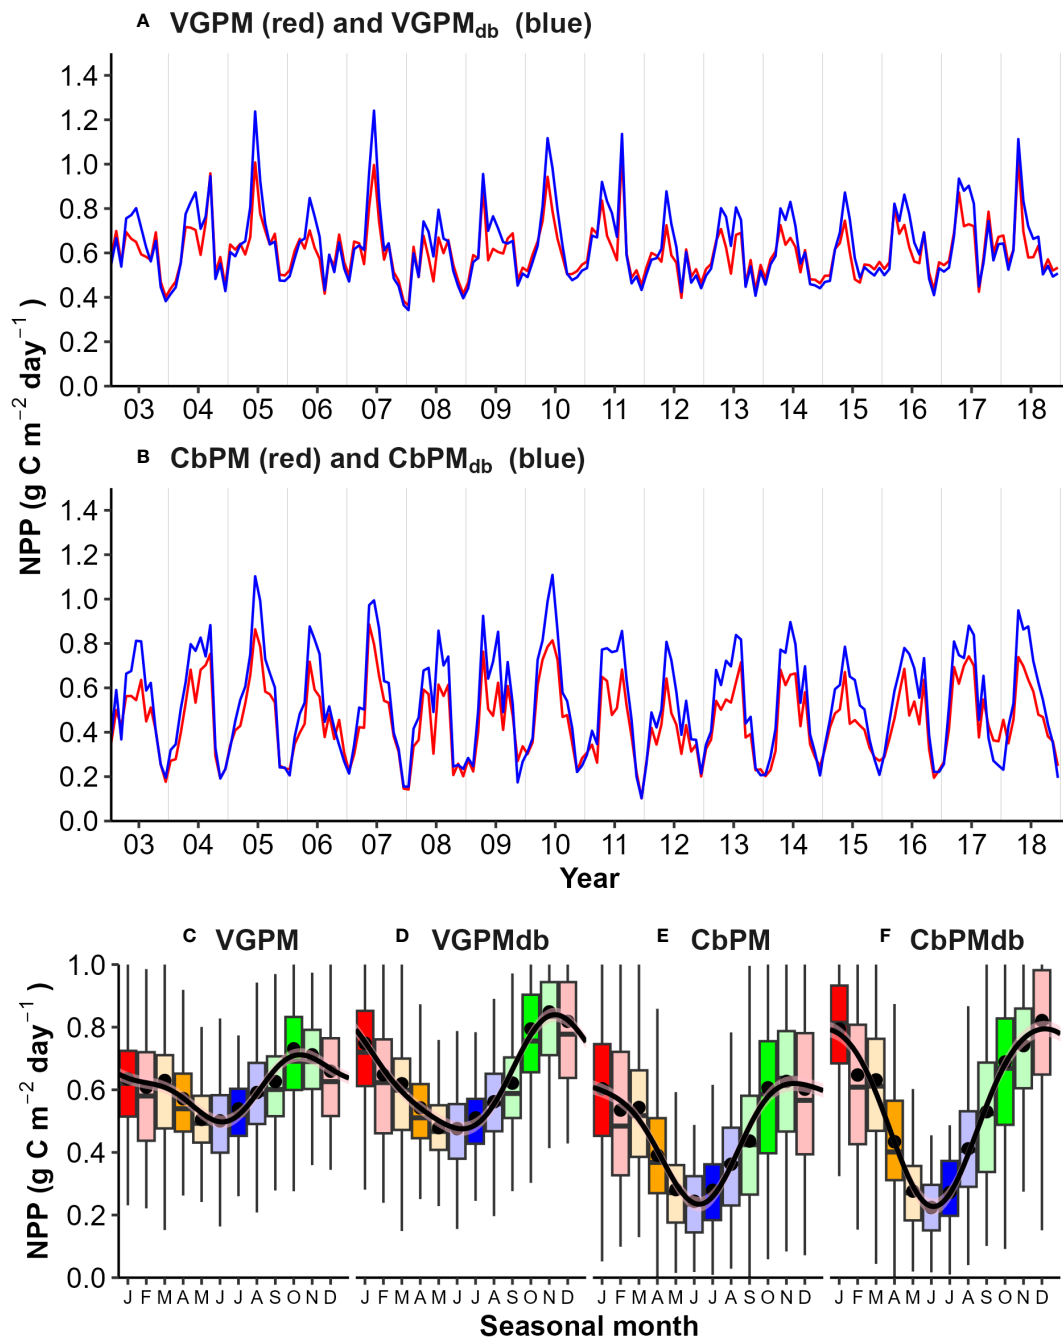 A VGPM (red) and VGPMdb (blue)
NPP (g C m−2 day−1 )
1.4
1.2
1.0
0.8
0.6
0.4
0.2
0.0
03 04 05 06 07 08 09 10 11 12 13 14 15 16 17 18
B CbPM (red) and CbPMdb (blue)
1.4
1.2
1.0
0.8
0.6
0.4
0.2
0.0
03 04 05 06 07 08 09 10 11 12 13 14 15 16 17 18
Year
C VGPM D VGPMdb E CbPM F CbPMdb
NPP (g C m−2 day−1 )
1.0
0.8
0.6
0.4
0.2
0.0
J F M A M J J A S O N D J F M A M J J A S O N D J F M A M J J A S O N D J F M A M J J A S O N D
Seasonal month